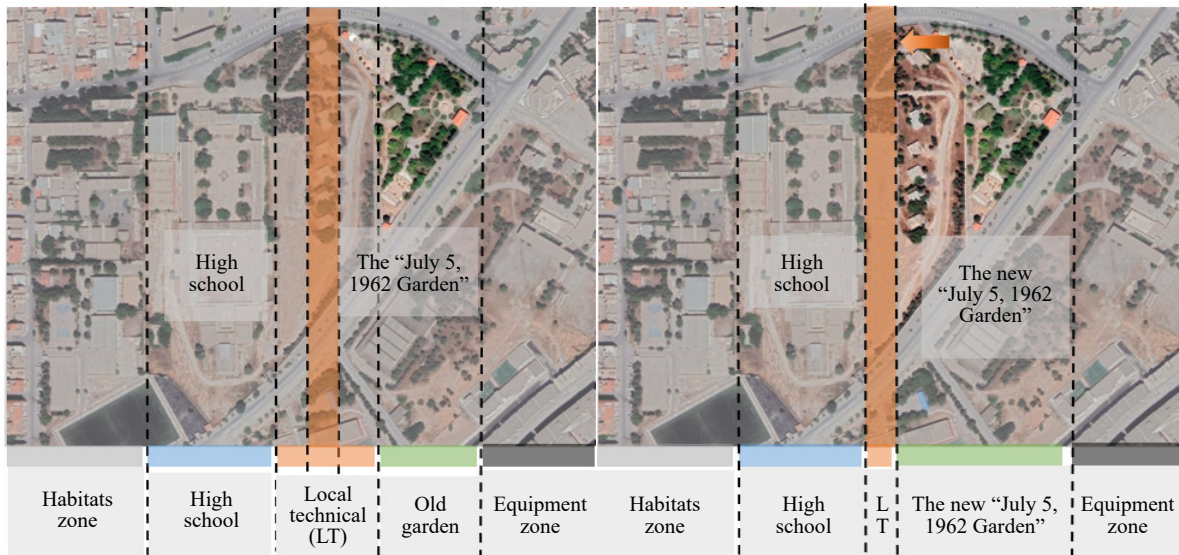 High
school
The “July 5,
1962 Garden”
High
school
The new
“July 5, 1962
Garden”
Habitats
zone
High
school
Local
technical
(LT)
Old
garden
Equipment
zone
Habitats
zone
High
school
L
T
The new “July 5,
1962 Garden”
Equipment
zone